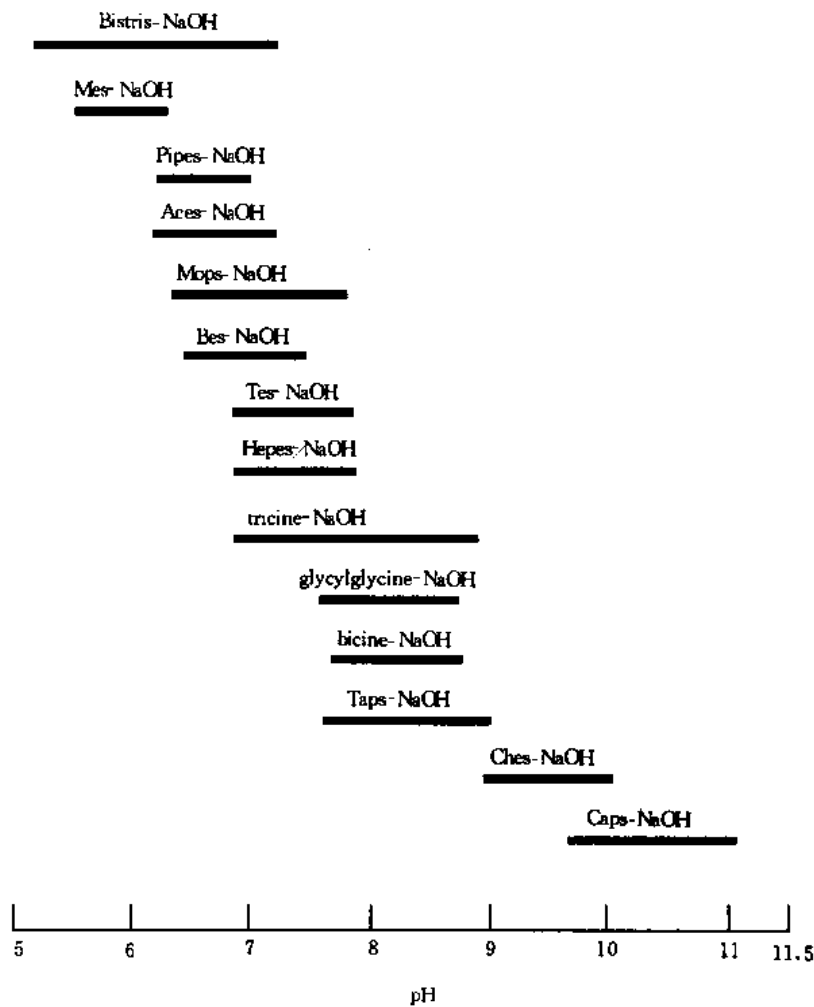 Bistris-NaOH
Mes-NaOH
Pipes-NaOH
Aces-NaOH
Mops-NaOH
Bes-NaOH
Tes-NaOH
Hepes-NaOH
tricine-NaOH
glycylglycine-NaOH
bicine-NaOH
Taps-NaOH
Ches-NaOH
Caps-NaOH
5 6 7 8 9 10 11 11.5
pH